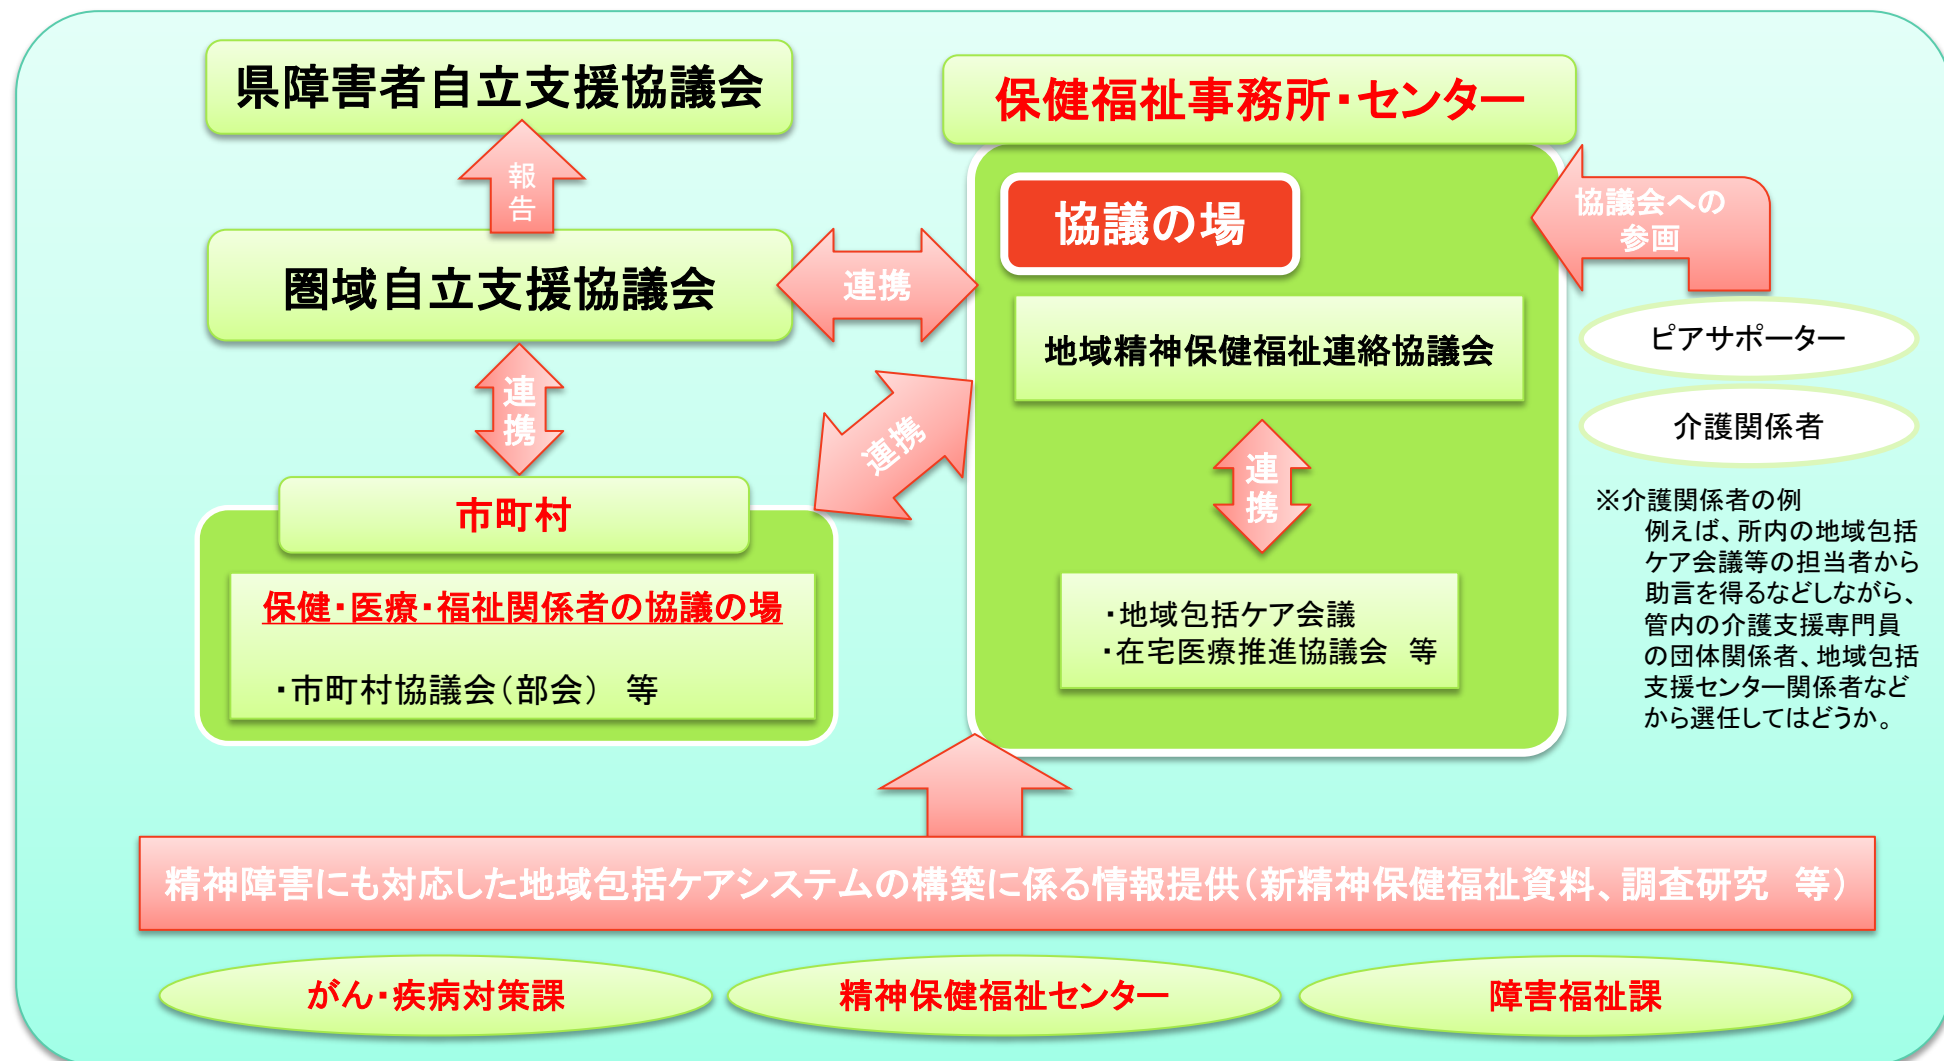 県障害者自立支援協議会
報
告
圏域自立支援協議会
連
携
市町村
保健・医療・福祉関係者の協議の場
・市町村協議会（部会）　等
連携
連携
保健福祉事務所・センター
協議の場
地域精神保健福祉連絡協議会
連
携
・地域包括ケア会議
・在宅医療推進協議会　等
協議会への
参画
ピアサポーター
介護関係者
※介護関係者の例
例えば、所内の地域包括
ケア会議等の担当者から
助言を得るなどしながら、
管内の介護支援専門員
の団体関係者、地域包括
支援センター関係者など
から選任してはどうか。
精神障害にも対応した地域包括ケアシステムの構築に係る情報提供（新精神保健福祉資料、調査研究　等）
がん・疾病対策課
精神保健福祉センター
障害福祉課